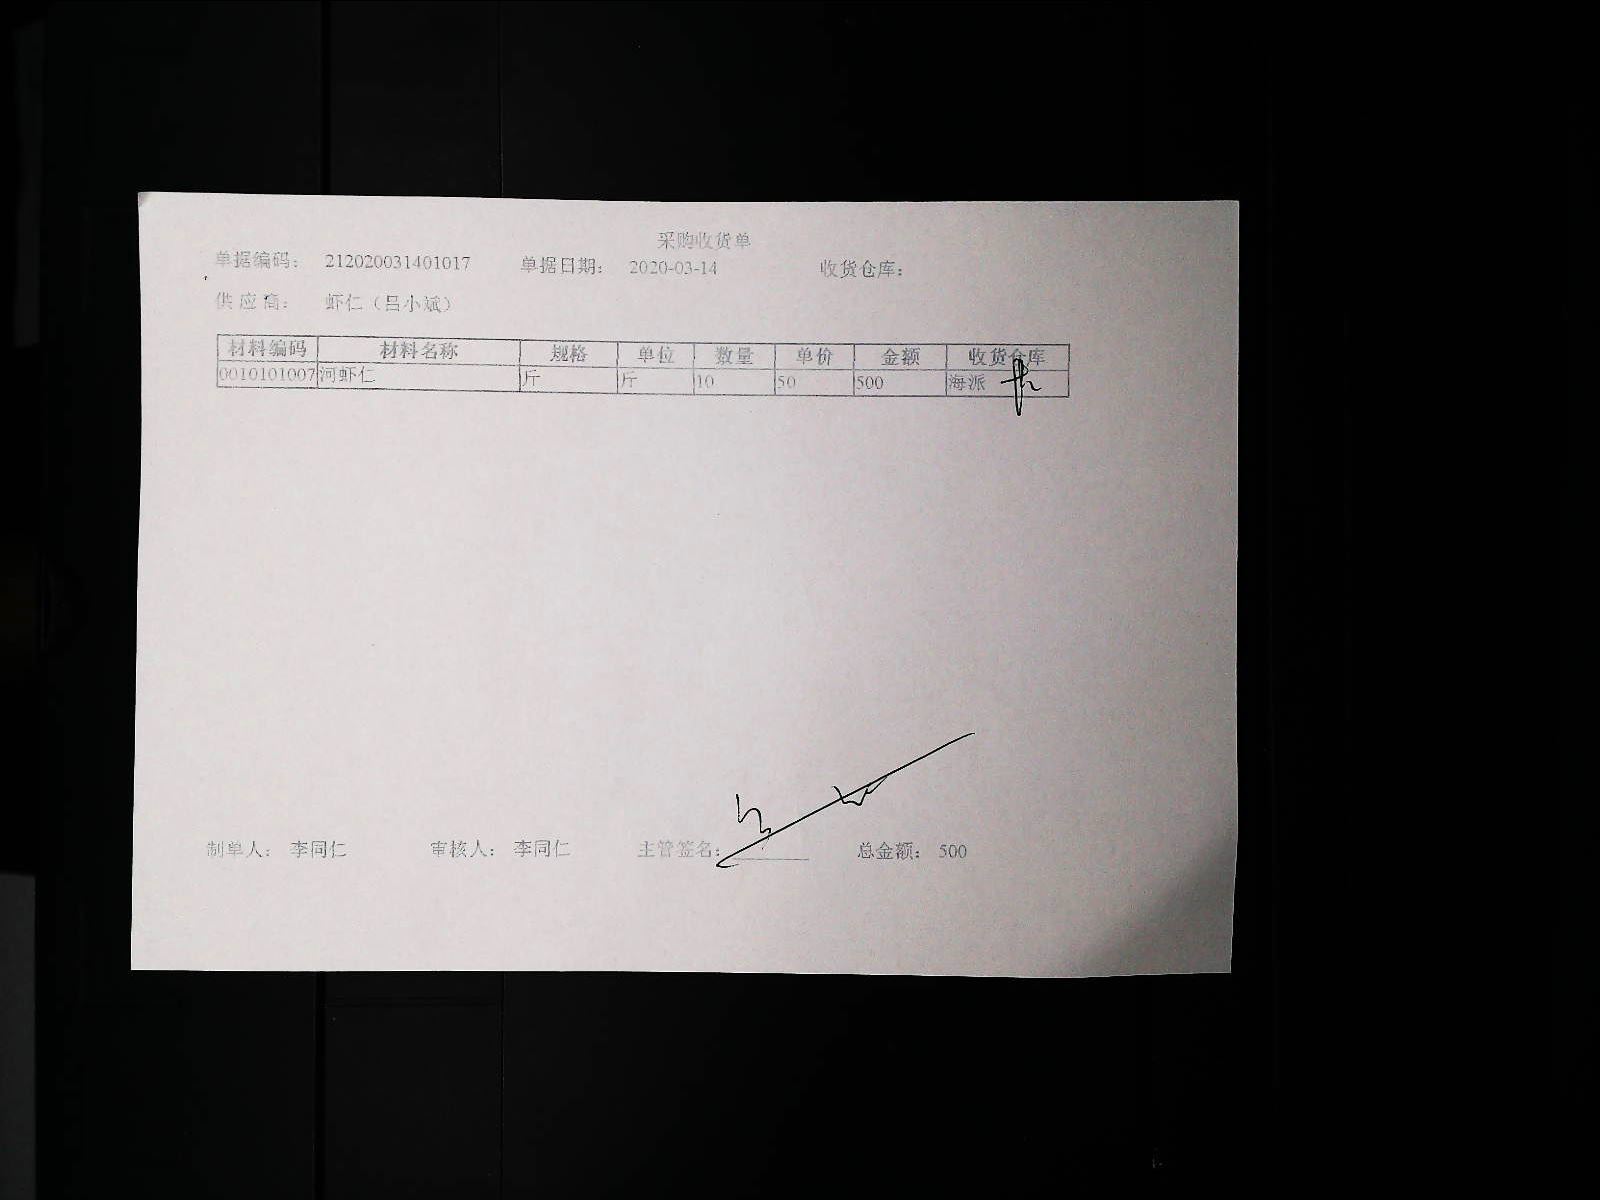 采购收货单
单据编码： 212020031401017 单据日期： 2020-03-14 收货仓库：
供 应 商： 虾仁（吕小斌）
材料编码 材料名称 规格 单位 数量 单价 金额 收货仓库
0010101007 河虾仁 斤 斤 10 50 500 海派
制单人： 李同仁 审核人： 李同仁 主管签名： 总金额： 500